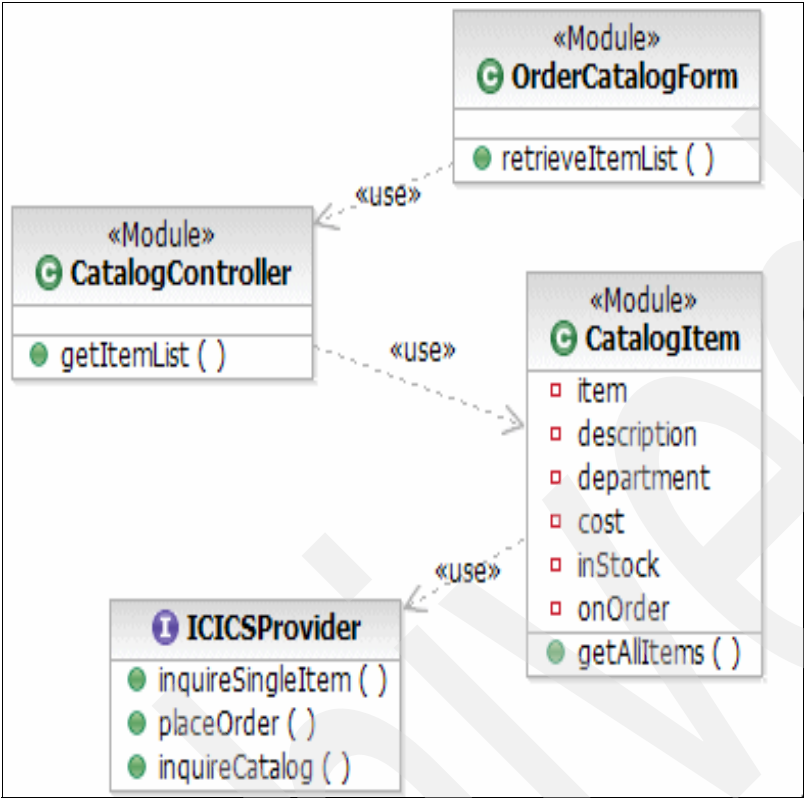 «Module»
C OrderCatalogForm
retrieveItemList ( )
«use»
«Module»
C CatalogController
getItemList ( )
«use»
«Module»
C CatalogItem
item
description
department
cost
inStock
onOrder
getAllItems ( )
«use»
I ICICSProvider
inquireSingleItem ( )
placeOrder ( )
inquireCatalog ( )